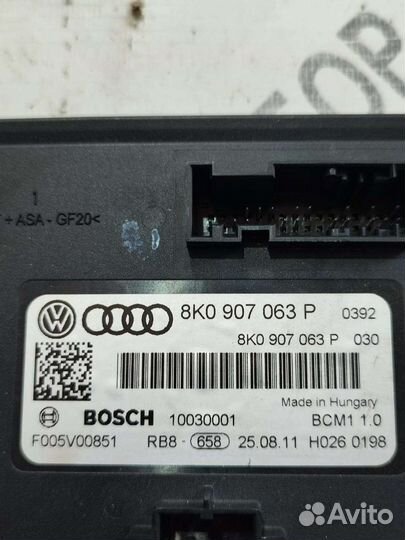 1
+ASA - GF20<
8K0 907 063 P 0392
8K0 907 063 P 030
Made in Hungary
BOSCH 10030001 BCM1 1.0
F005V00851 RB8 - 658 25.08.11 H026 0198
Avito